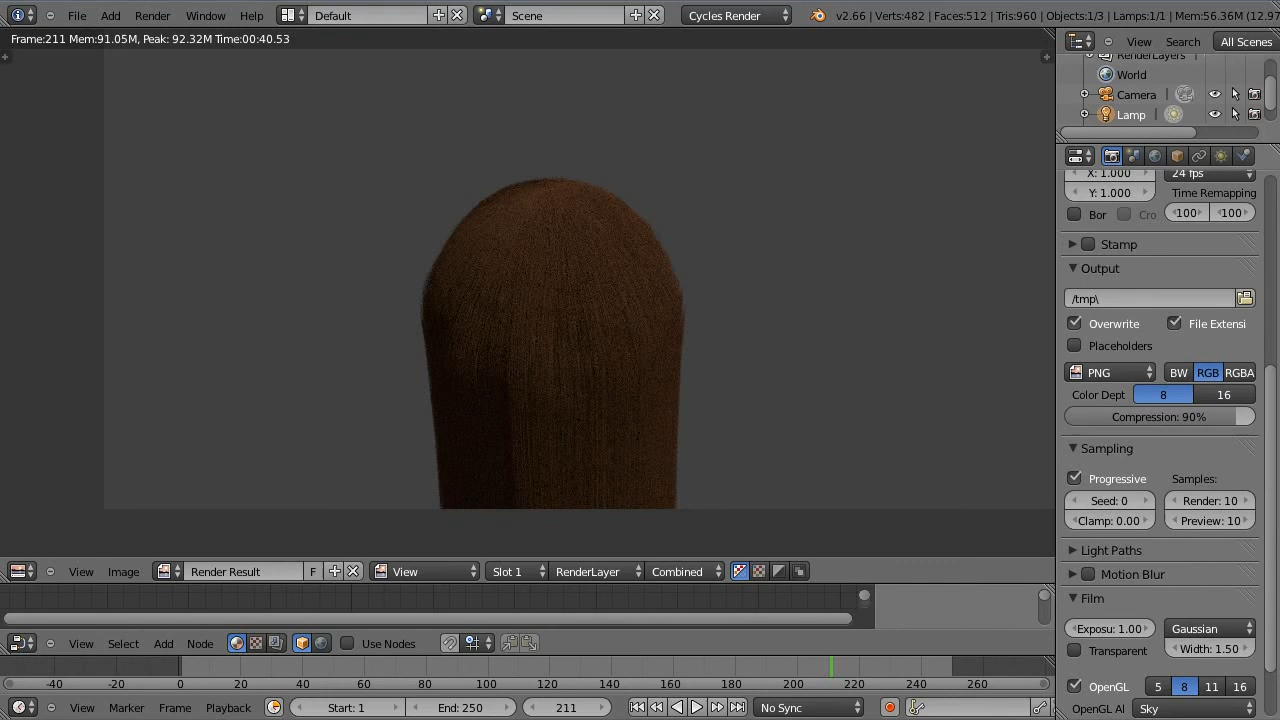 File Add Render Window Help Default Scene Cycles Render v2.66 | Verts:482 | Faces:512 | Tris:960 | Objects:1/3 | Lamps:1/1 | Mem:56.36M (12.97
Frame:211 Mem:91.05M, Peak: 92.32M Time:00:40.53
View Search All Scenes
RenderLayers
World
Camera
Lamp
X: 1.000 24 fps
Y: 1.000 Time Remapping
Bor Cro 100 100
Stamp
Output
/tmp\
Overwrite File Extensi
Placeholders
PNG BW RGB RGBA
Color Dept 8 16
Compression: 90%
Sampling
Progressive Samples:
Seed: 0 Render: 10
Clamp: 0.00 Preview: 10
Light Paths
Motion Blur
Film
Exposu: 1.00 Gaussian
Transparent Width: 1.50
OpenGL 5 8 11 16
OpenGL Al Sky
View Image Render Result F View Slot 1 RenderLayer Combined
View Select Add Node Use Nodes
-40 -20 0 20 40 60 80 100 120 140 160 180 200 220 240 260
View Marker Frame Playback Start: 1 End: 250 211 No Sync